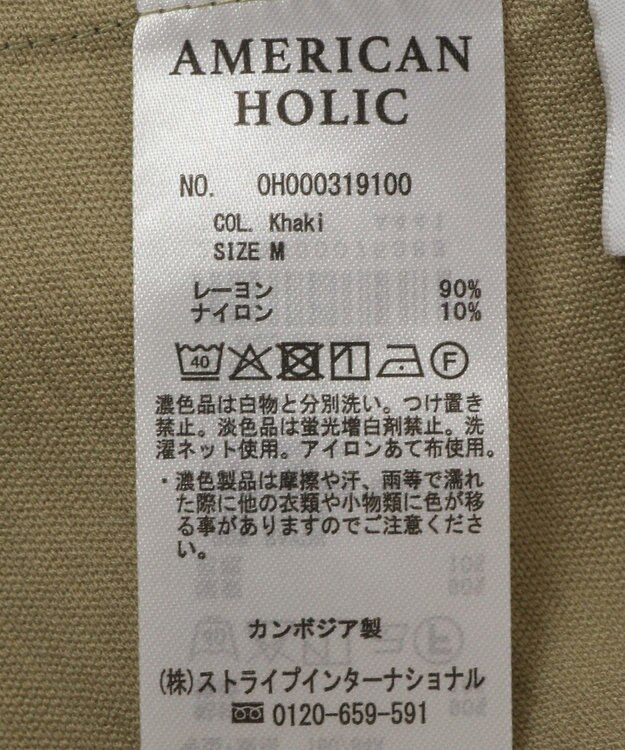 AMERICAN
HOLIC
NO. OH000319100
COL. Khaki
SIZE M
レーヨン 90%
ナイロン 10%
40 F
濃色品は白物と分別洗い。つけ置き
禁止。淡色品は蛍光増白剤禁止。洗
濯ネット使用。アイロンあて布使用。
・濃色製品は摩擦や汗、雨等で濡れ
た際に他の衣類や小物類に色が移
る事がありますのでご注意くださ
い。
カンボジア製
(株)ストライプインターナショナル
0120-659-591